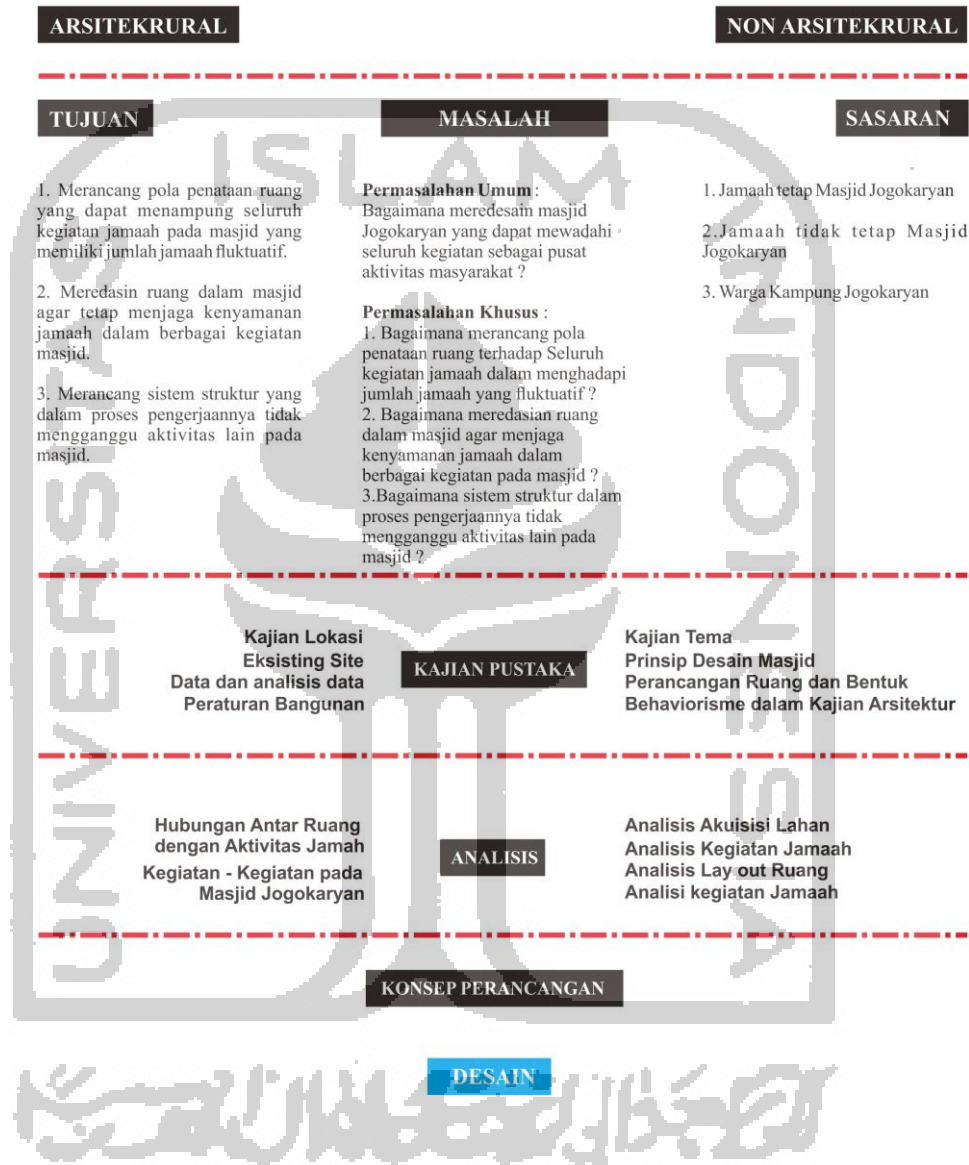 ARSITEKRURAL
NON ARSITEKRURAL
TUJUAN
1. Merancang pola penataan ruang
yang dapat menampung seluruh
kegiatan jamaah pada masjid yang
memiliki jumlah jamaah fluktuatif.
2. Meredasin ruang dalam masjid
agar tetap menjaga kenyamanan
jamaah dalam berbagai kegiatan
masjid.
3. Merancang sistem struktur yang
dalam proses pengerjaannya tidak
mengganggu aktivitas lain pada
masjid.
MASALAH
Permasalahan Umum :
Bagaimana meredesain masjid
Jogokaryan yang dapat mewadahi
seluruh kegiatan sebagai pusat
aktivitas masyarakat ?
Permasalahan Khusus :
1. Bagaimana merancang pola
penataan ruang terhadap Seluruh
kegiatan jamaah dalam menghadapi
jumlah jamaah yang fluktuatif ?
2. Bagaimana meredasian ruang
dalam masjid agar menjaga
kenyamanan jamaah dalam
berbagai kegiatan pada masjid ?
3.Bagaimana sistem struktur dalam
proses pengerjaannya tidak
mengganggu aktivitas lain pada
masjid ?
SASARAN
1. Jamaah tetap Masjid Jogokaryan
2.Jamaah tidak tetap Masjid
Jogokaryan
3. Warga Kampung Jogokaryan
Kajian Lokasi
Eksisting Site
Data dan analisis data
Peraturan Bangunan
KAJIAN PUSTAKA
Kajian Tema
Prinsip Desain Masjid
Perancangan Ruang dan Bentuk
Behaviorisme dalam Kajian Arsitektur
Hubungan Antar Ruang
dengan Aktivitas Jamah
Kegiatan - Kegiatan pada
Masjid Jogokaryan
ANALISIS
Analisis Akuisisi Lahan
Analisis Kegiatan Jamaah
Analisis Lay out Ruang
Analisi kegiatan Jamaah
KONSEP PERANCANGAN
DESAIN
UNIVERSITAS
ISLAM
INDONESIA